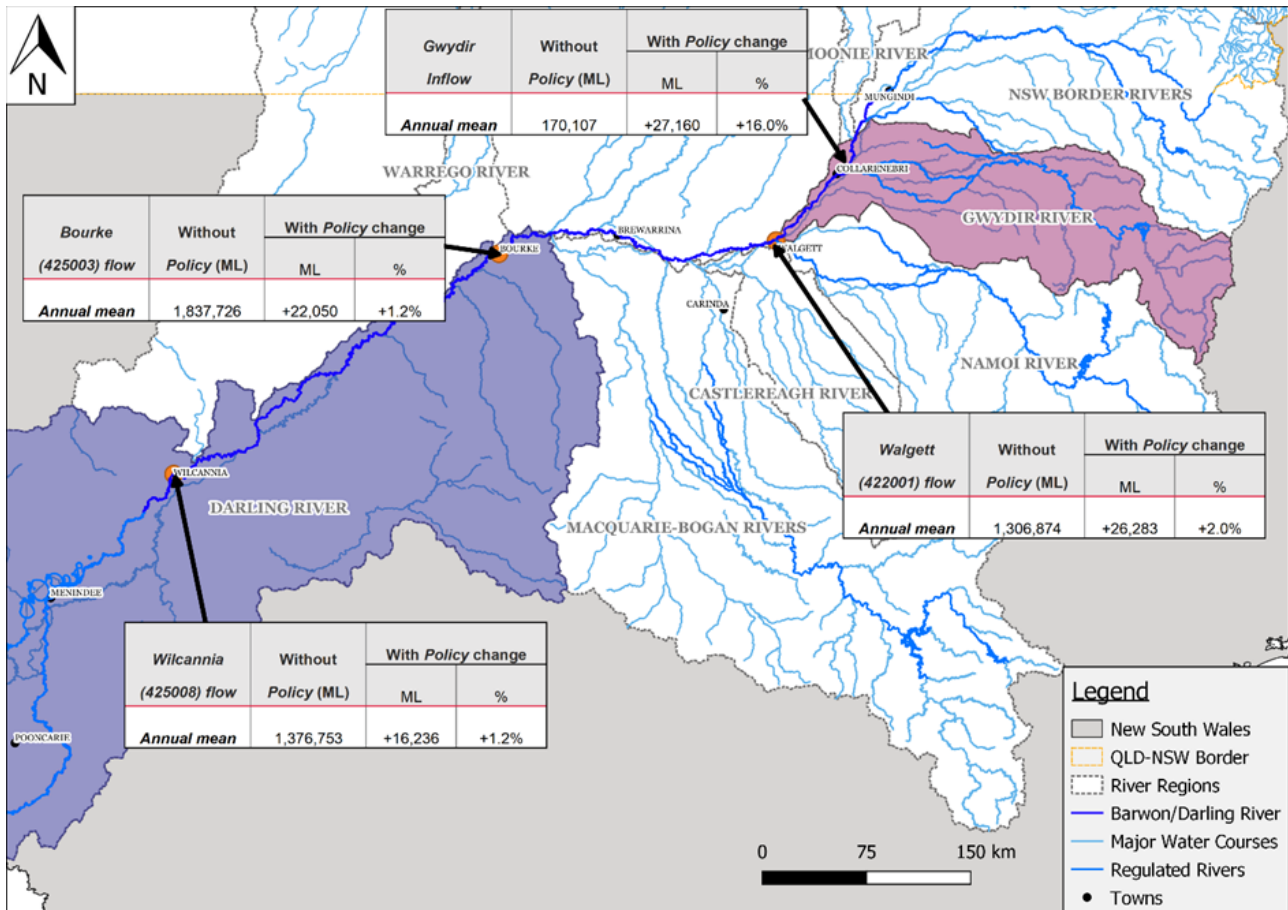 N
Gwydir Without With Policy change
Inflow Policy (ML) ML %
Annual mean 170,107 +27,160 +16.0%
MOONIE RIVER
MUNGINDI
NSW BORDER RIVERS
WARREGO RIVER
COLLARENEBRI
GWYDIR RIVER
Bourke Without With Policy change
(425003) flow Policy (ML) ML %
Annual mean 1,837,726 +22,050 +1.2%
BOURKE
BREWARRINA
WALGETT
CARINDA
NAMOI RIVER
CASTLEREAGH RIVER
Walgett Without With Policy change
(422001) flow Policy (ML) ML %
Annual mean 1,306,874 +26,283 +2.0%
WILCANNIA
DARLING RIVER
MACQUARIE-BOGAN RIVERS
MENINDEE
Wilcannia Without With Policy change
(425008) flow Policy (ML) ML %
Annual mean 1,376,753 +16,236 +1.2%
POONCARIE
0 75 150 km
Legend
New South Wales
QLD-NSW Border
River Regions
Barwon/Darling River
Major Water Courses
Regulated Rivers
Towns